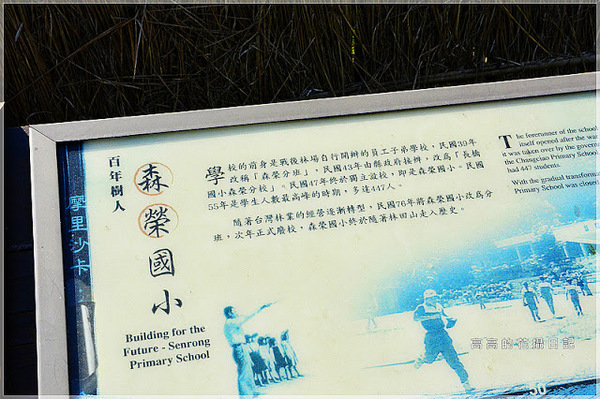 百年樹人
森榮國小
摩里沙卡
Building for the
Future - Senrong
Primary School
學校的前身是戰後林場自行開辦的員工子弟學校，民國39年
改稱「森榮分班」，民國43年由縣政府接辦，改為「長橋
國小森榮分校」。民國47年終於獨立設校，即是森榮國小。民國
55年是學生人數最高峰的時期，多達447人。
隨著台灣林業的經營逐漸轉型，民國76年將森榮國小改為分
班，次年正式廢校，森榮國小終於隨著林田山走入歷史。
The forerunner of the school
itself opened after the war
it was taken over by the govern
the Changciao Primary School
had 447 students.
With the gradual transforma
Primary School was close
高高的花攝日記
30